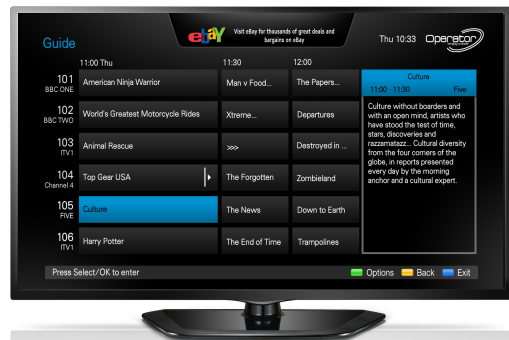 Guide
ebay
Visit eBay for thousands of great deals and
bargains on eBay
Thu 10:33
Operator
11:00 Thu
11:30
12:00
101
BBC ONE
American Ninja Warrior
Man v Food...
The Papers...
102
BBC TWO
World's Greatest Motorcycle Rides
Xtreme...
Departures
103
ITV1
Animal Rescue
>>>
Destroyed in ...
104
Channel 4
Top Gear USA
The Forgotten
Zombieland
105
FIVE
Culture
The News
Down to Earth
106
ITV1
Harry Potter
The End of Time
Trampolines
Culture
11:00 11:30 Five
Culture without boarders and
with an open mind, artists who
have stood the test of time,
stars, discoveries and
razzamatazz... Cultural diversity
from the four corners of the
globe, in reports presented
every day by the morning
anchor and a cultural expert.
Press Select/OK to enter
Options
Back
Exit